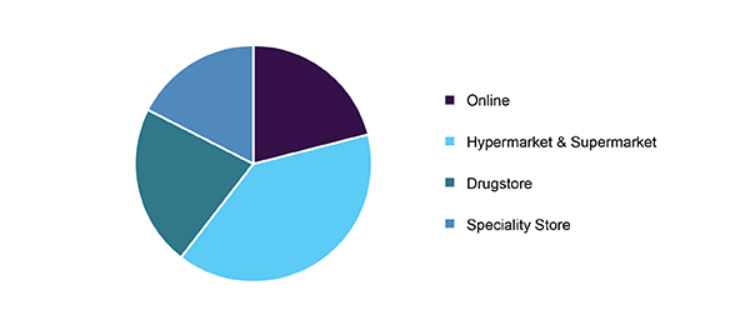 Online
Hypermarket & Supermarket
Drugstore
Speciality Store